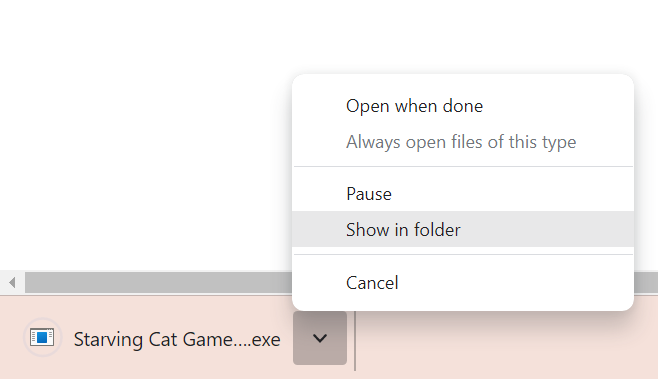 Open when done
Always open files of this type
Pause
Show in folder
Cancel
Starving Cat Game....exe